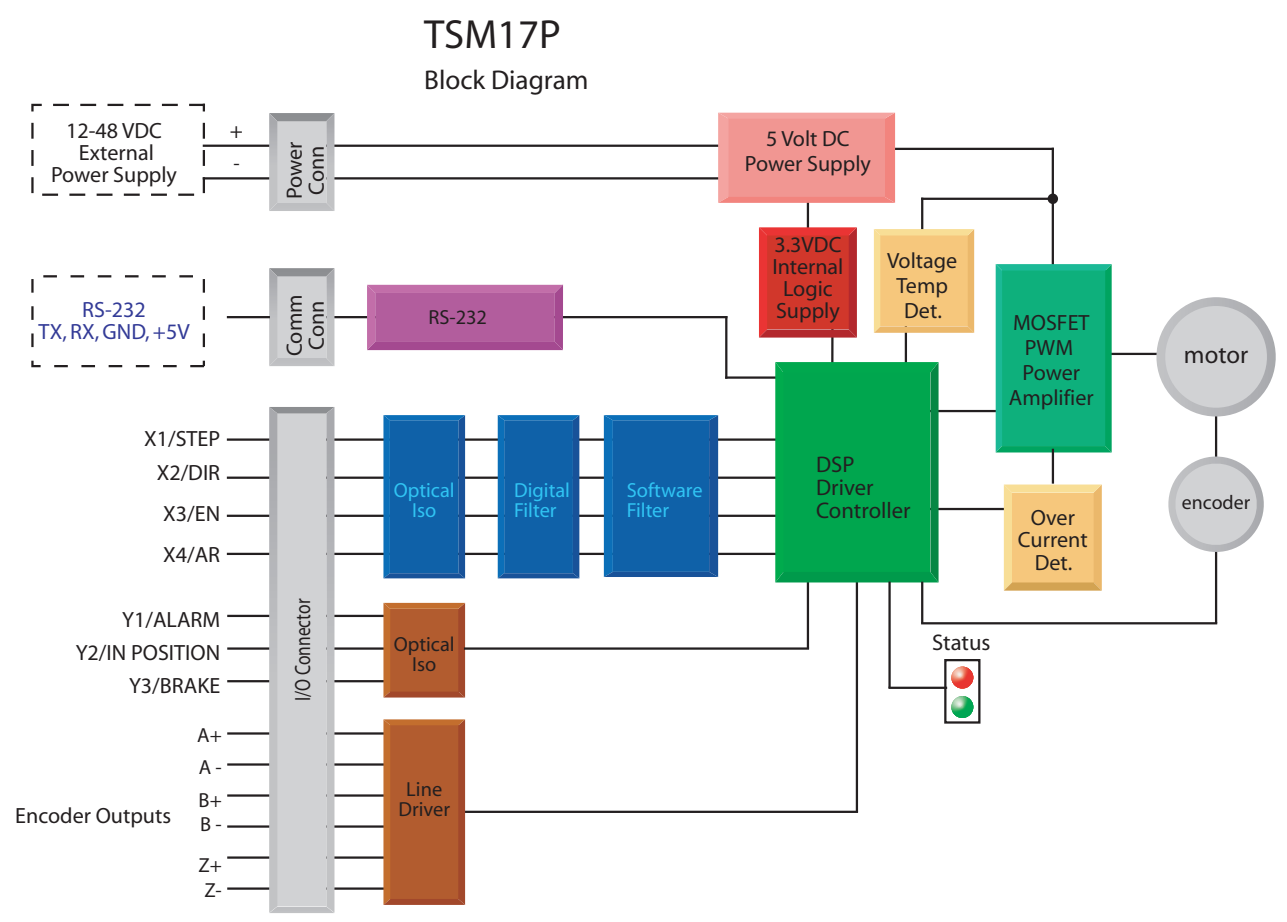 TSM17P
Block Diagram
12-48 VDC
External
Power Supply
+
-
Power
Conn
5 Volt DC
Power Supply
3.3VDC
Internal
Logic
Supply
Voltage
Temp
Det.
RS-232
TX, RX, GND, +5V
Comm
Conn
RS-232
MOSFET
PWM
Power
Amplifier
motor
encoder
X1/STEP
X2/DIR
X3/EN
X4/AR
Optical
Iso
Digital
Filter
Software
Filter
DSP
Driver
Controller
Over
Current
Det.
I/O Connector
Y1/ALARM
Y2/IN POSITION
Y3/BRAKE
Optical
Iso
Status
A+
A -
B+
B -
Z+
Z-
Encoder Outputs
Line
Driver